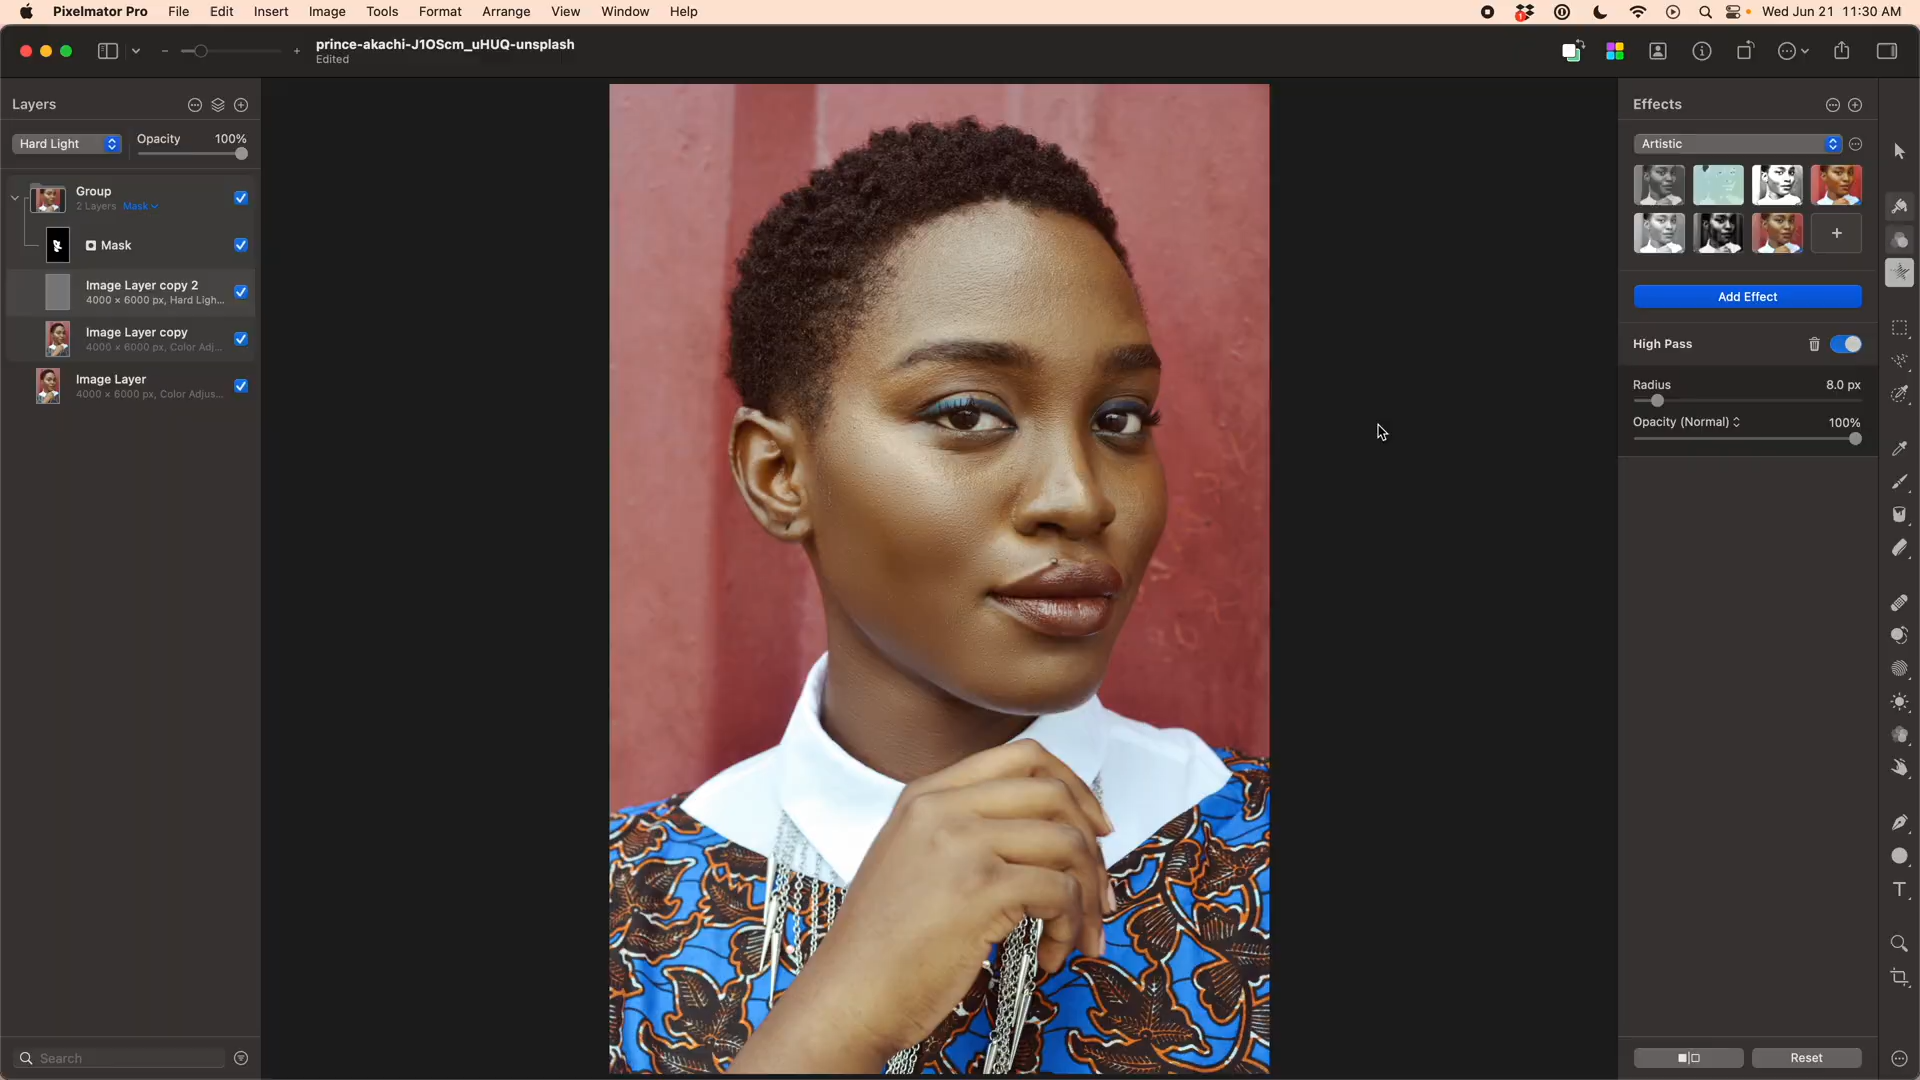 Pixelmator Pro File Edit Insert Image Tools Format Arrange View Window Help Wed Jun 21 11:30 AM
prince-akachi-J1OScm_uHUQ-unsplash
Edited
Layers
Hard Light Opacity 100%
Group
2 Layers Mask
Mask
Image Layer copy 2
4000 × 6000 px, Hard Ligh...
Image Layer copy
4000 × 6000 px, Color Adj...
Image Layer
4000 × 6000 px, Color Adjus...
Search
Effects
Artistic
Add Effect
High Pass
Radius 8.0 px
Opacity (Normal) 100%
Reset